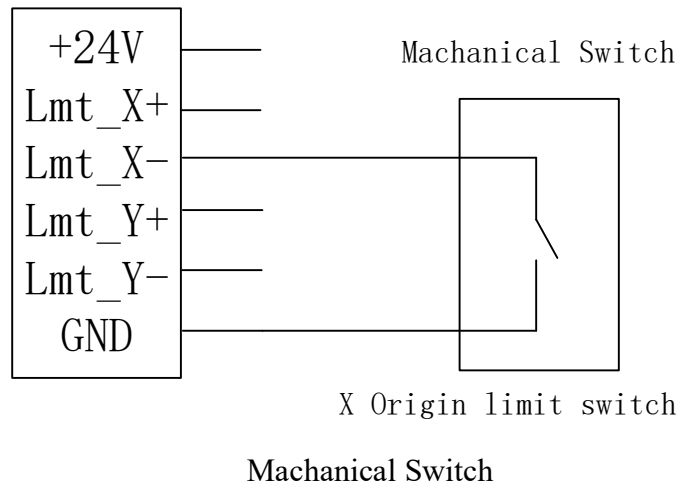 +24V
Machanical Switch
Lmt_X+
Lmt_X-
Lmt_Y+
Lmt_Y-
GND
X Origin limit switch
Machanical Switch